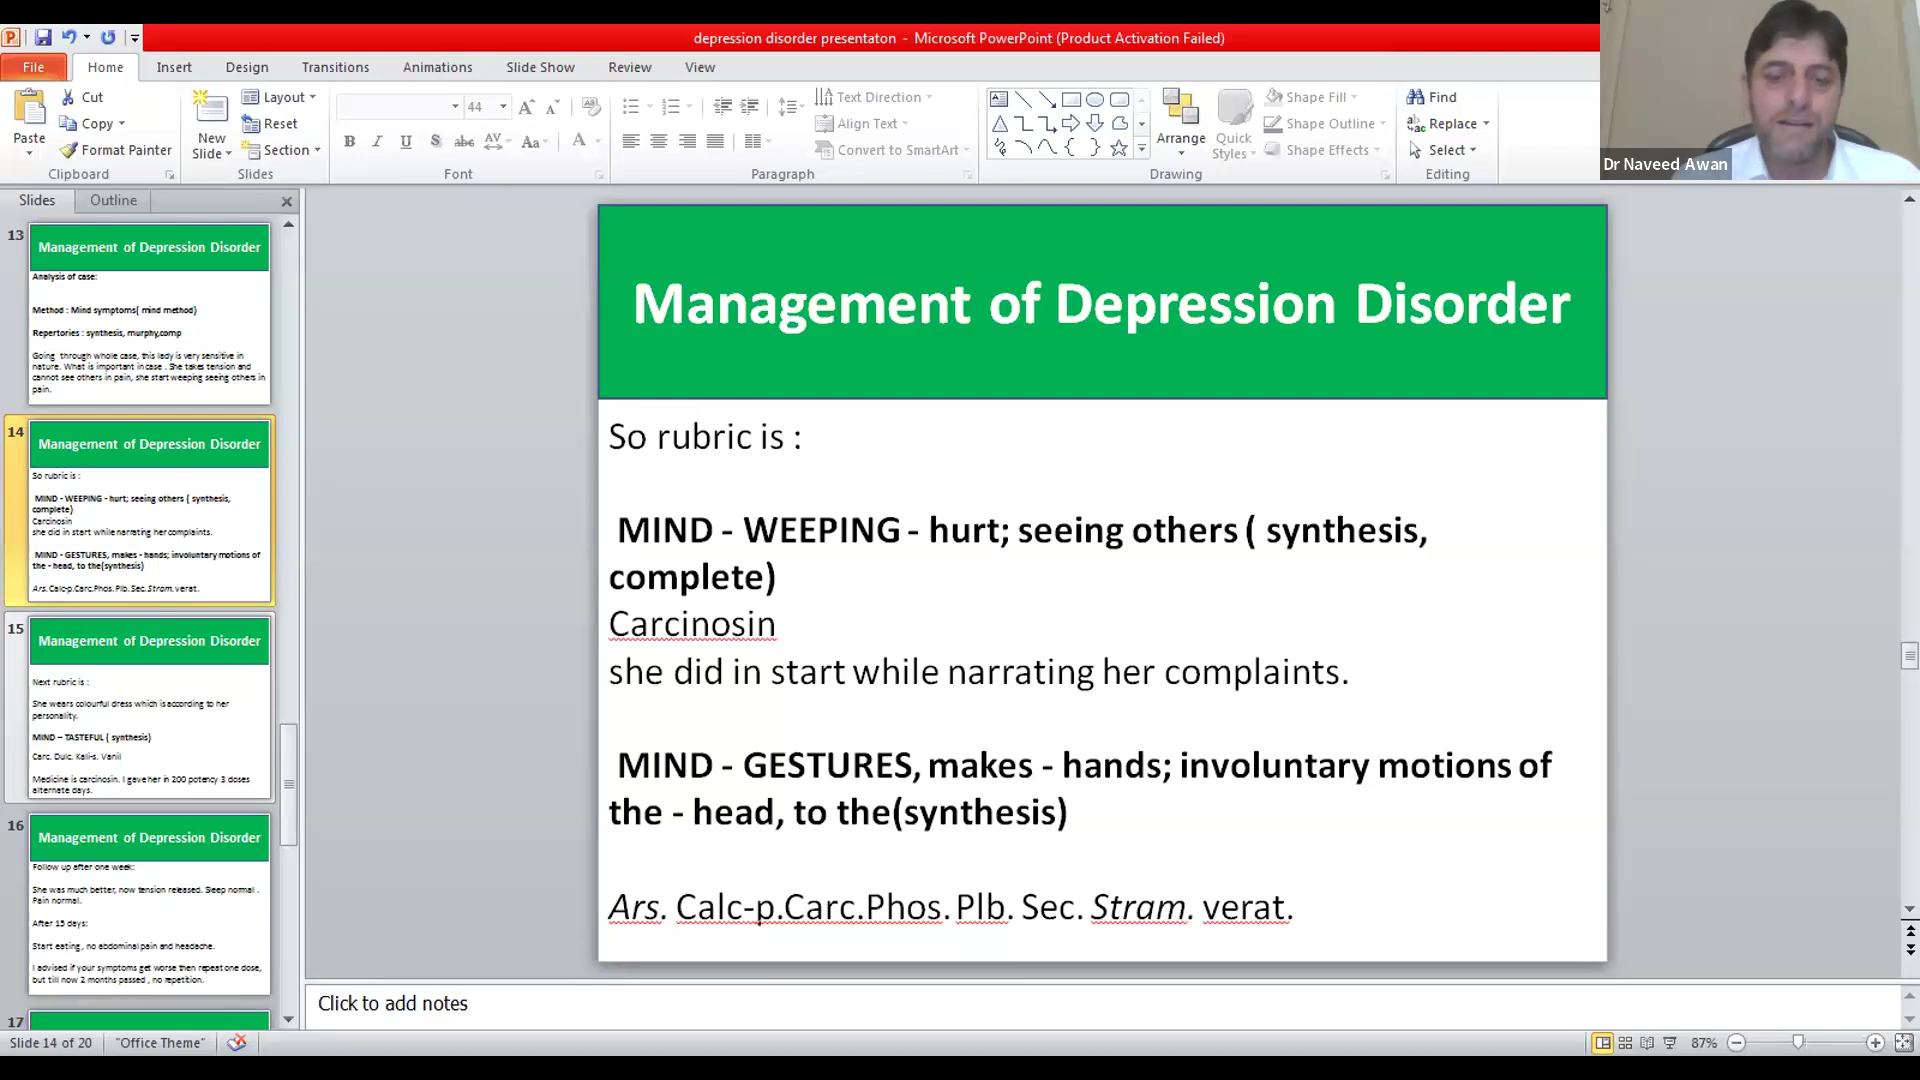 depression disorder presentaton - Microsoft PowerPoint (Product Activation Failed)
File Home Insert Design Transitions Animations Slide Show Review View
Paste
Cut
Copy
Format Painter
Clipboard
New Slide
Layout
Reset
Section
Slides
44
B I U S abc AV Aa A
Font
Text Direction
Align Text
Convert to SmartArt
Paragraph
Arrange
Quick Styles
Shape Fill
Shape Outline
Shape Effects
Drawing
Find
Replace
Select
Editing
Dr Naveed Awan
Slides Outline
13
Management of Depression Disorder
Analysis of case:
Method : Mind symptoms( mind method)
Repertories : synthesis, murphy,comp
Going through whole case, this lady is very sensitive in
nature. What is important in case . She takes tension and
cannot see others in pain, she start weeping seeing others in
pain.
14
Management of Depression Disorder
So rubric is :
MIND - WEEPING - hurt; seeing others ( synthesis,
complete)
Carcinosin
she did in start while narrating her complaints.
MIND - GESTURES, makes - hands; involuntary motions of
the - head, to the(synthesis)
Ars. Calc-p.Carc.Phos. Plb. Sec. Stram. verat.
15
Management of Depression Disorder
Next rubric is :
She wears colourful dress which is according to her
personality.
MIND – TASTEFUL ( synthesis)
Carc. Dulc. Kali-s. Vanil
Medicine is carcinosin. I gave her in 200 potency 3 doses
alternate days.
16
Management of Depression Disorder
Follow up after one week:
She was much better, now tension released. Sleep normal .
Pain normal.
After 15 days:
Start eating , no abdominal pain and headache.
I advised if your symptoms get worse then repeat one dose,
but till now 2 months passed , no repetition.
17
Management of Depression Disorder
So rubric is :
MIND - WEEPING - hurt; seeing others ( synthesis,
complete)
Carcinosin
she did in start while narrating her complaints.
MIND - GESTURES, makes - hands; involuntary motions of
the - head, to the(synthesis)
Ars. Calc-p.Carc.Phos. Plb. Sec. Stram. verat.
Click to add notes
Slide 14 of 20 "Office Theme" 87%